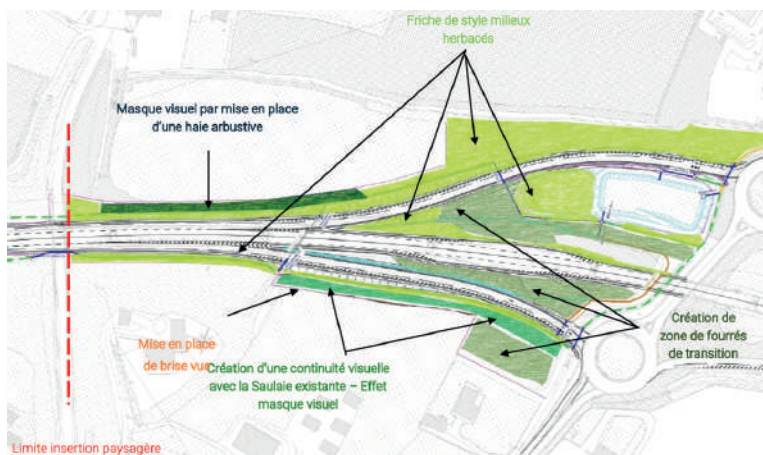 Friche de style milieux
herbacés
Masque visuel par mise en place
d'une haie arbustive
Création de
zone de fourrés
de transition
Mise en place
de brise vue
Création d'une continuité visuelle
avec la Saulaie existante – Effet
masque visuel
Limite insertion paysagère